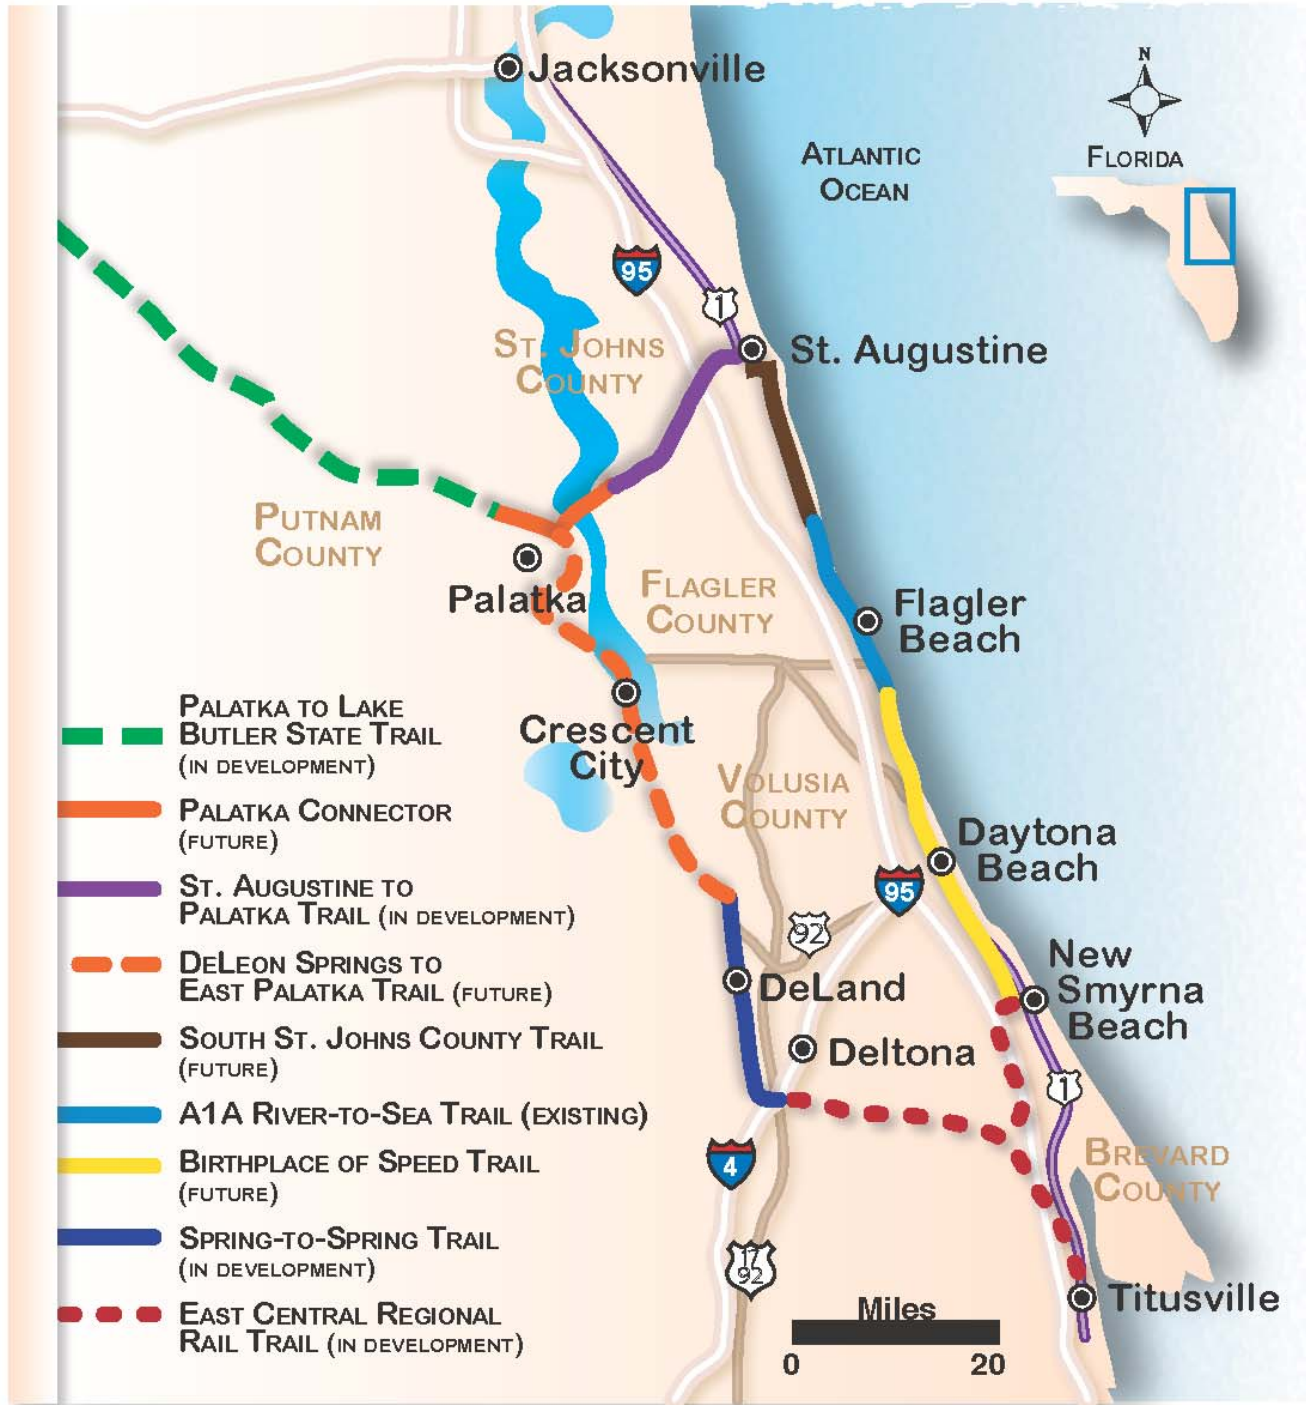 Jacksonville
N
ATLANTIC
OCEAN
FLORIDA
95
1
ST. JOHNS
COUNTY
St. Augustine
PUTNAM
COUNTY
Palatka
FLAGLER
COUNTY
Flagler
Beach
Crescent
City
VOLUSIA
COUNTY
Daytona
Beach
95
92
New
Smyrna
Beach
DeLand
Deltona
1
4
BREVARD
COUNTY
17
92
Titusville
PALATKA TO LAKE
BUTLER STATE TRAIL
(IN DEVELOPMENT)
PALATKA CONNECTOR
(FUTURE)
ST. AUGUSTINE TO
PALATKA TRAIL (IN DEVELOPMENT)
DELEON SPRINGS TO
EAST PALATKA TRAIL (FUTURE)
SOUTH ST. JOHNS COUNTY TRAIL
(FUTURE)
A1A RIVER-TO-SEA TRAIL (EXISTING)
BIRTHPLACE OF SPEED TRAIL
(FUTURE)
SPRING-TO-SPRING TRAIL
(IN DEVELOPMENT)
EAST CENTRAL REGIONAL
RAIL TRAIL (IN DEVELOPMENT)
Miles
0 20